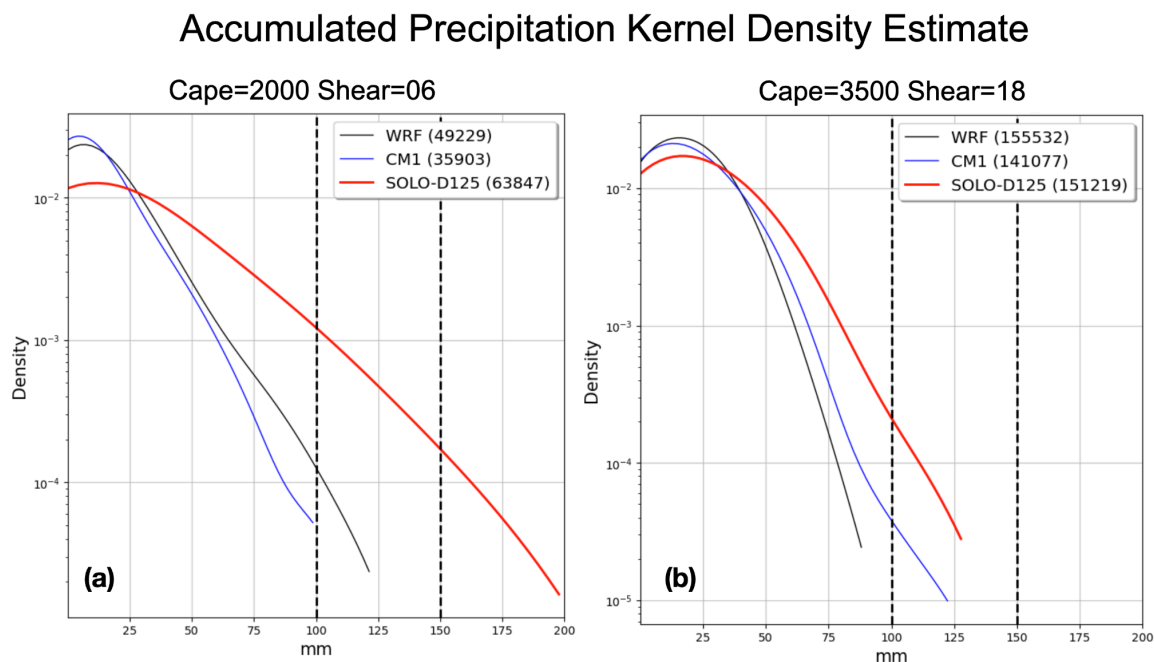 Accumulated Precipitation Kernel Density Estimate
Cape=2000 Shear=06
WRF (49229)
CM1 (35903)
SOLO-D125 (63847)
10⁻²
10⁻³
10⁻⁴
Density
(a)
25 50 75 100 125 150 175 200
mm
Cape=3500 Shear=18
WRF (155532)
CM1 (141077)
SOLO-D125 (151219)
10⁻²
10⁻³
10⁻⁴
10⁻⁵
Density
(b)
25 50 75 100 125 150 175 200
mm